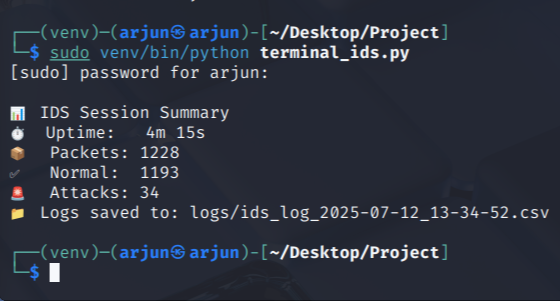 ┌──(venv)─(arjun㉿arjun)-[~/Desktop/Project]
└─$ sudo venv/bin/python terminal_ids.py
[sudo] password for arjun:
📊 IDS Session Summary
⏱️ Uptime: 4m 15s
📦 Packets: 1228
✅ Normal: 1193
🚨 Attacks: 34
📁 Logs saved to: logs/ids_log_2025-07-12_13-34-52.csv
┌──(venv)─(arjun㉿arjun)-[~/Desktop/Project]
└─$